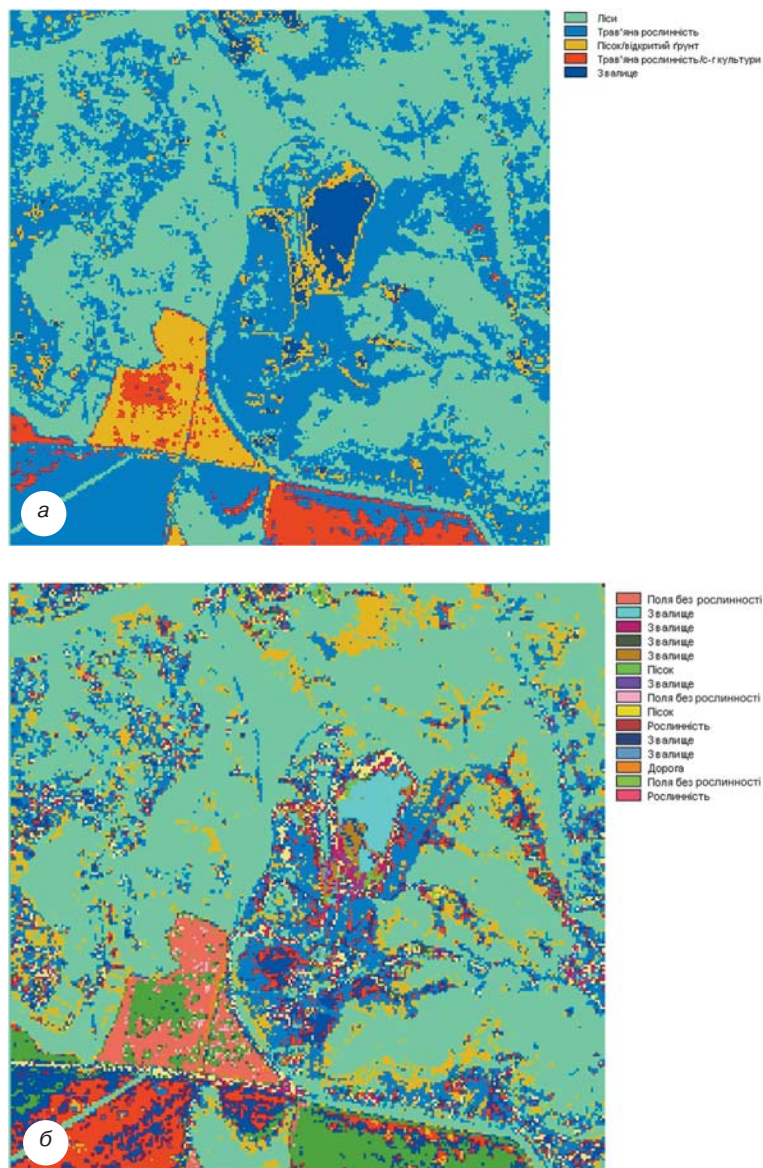 Ліси
Трав'яна рослинність
Пісок/відкритий ґрунт
Трав'яна рослинність/с-г культури
Звалище
а
Поля без рослинності
Звалище
Звалище
Звалище
Звалище
Пісок
Звалище
Поля без рослинності
Пісок
Рослинність
Звалище
Звалище
Дорога
Поля без рослинності
Рослинність
б